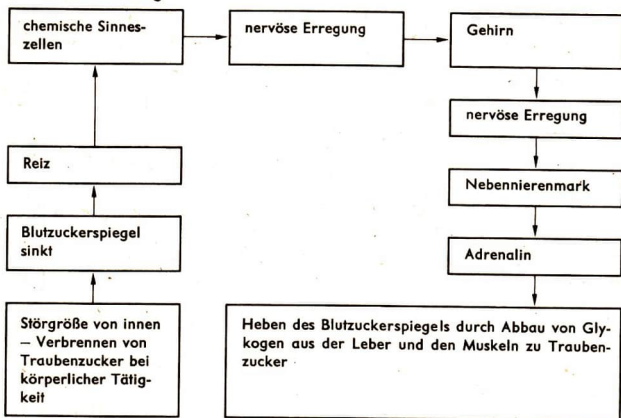 chemische Sinnes-
zellen
nervöse Erregung
Gehirn
nervöse Erregung
Reiz
Nebennierenmark
Blutzuckerspiegel
sinkt
Adrenalin
Störgröße von innen
– Verbrennen von
Traubenzucker bei
körperlicher Tätig-
keit
Heben des Blutzuckerspiegels durch Abbau von Gly-
kogen aus der Leber und den Muskeln zu Trauben-
zucker